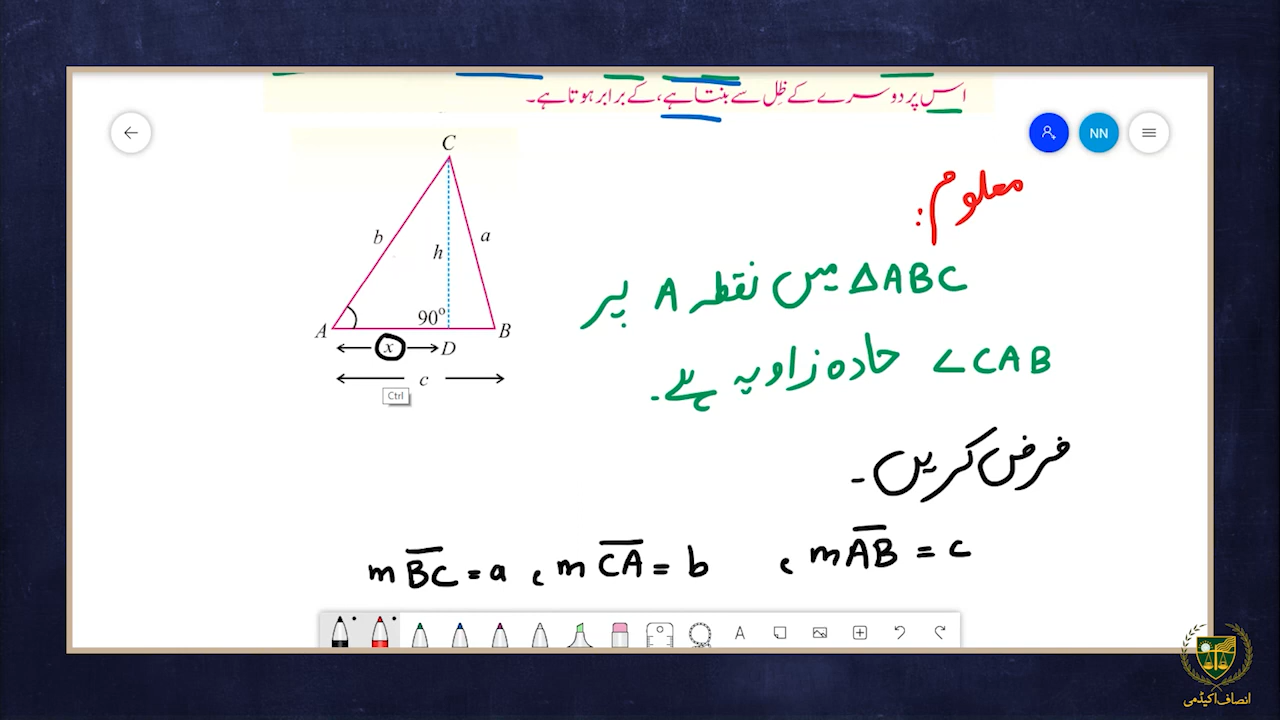 اس پر دوسرے کے ظِل سے بنتا ہے، کے برابر ہوتا ہے۔
NN
معلوم:
C
b
h
a
A
90°
B
x
D
c
Ctrl
ΔABC میں نقطہ A پر
∠CAB حادہ زاویہ ہے۔
فرض کریں۔
mBC = a , mCA = b , mAB = c
A
انصاف اکیڈمی